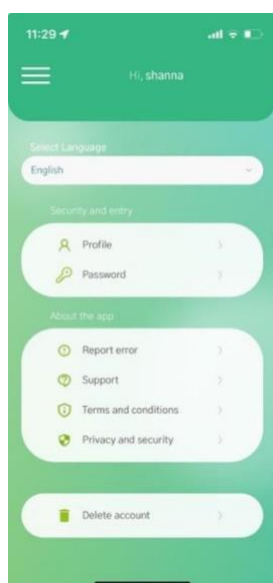 11:29
Hi, shanna
Select Language
English
Security and entry
Profile
Password
About the app
Report error
Support
Terms and conditions
Privacy and security
Delete account